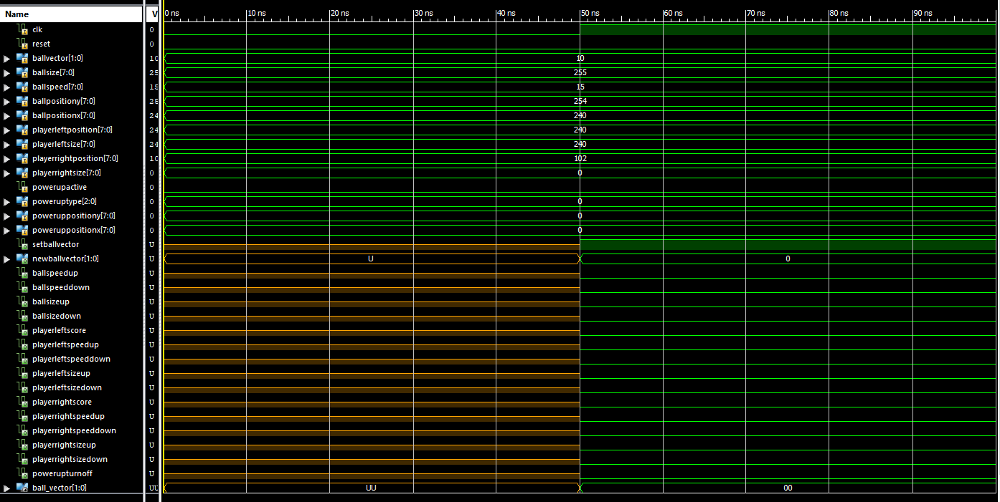 Name V 0 ns 10 ns 20 ns 30 ns 40 ns 50 ns 60 ns 70 ns 80 ns 90 ns
clk 0
reset 0
ballvector[1:0] 10 10
ballsize[7:0] 25 255
ballspeed[7:0] 15 15
ballpositiony[7:0] 25 254
ballpositionx[7:0] 24 240
playerleftposition[7:0] 24 240
playerleftsize[7:0] 24 240
playerrightposition[7:0] 10 102
playerrightsize[7:0] 0 0
powerupactive 0
poweruptype[2:0] 0 0
poweruppositiony[7:0] 0 0
poweruppositionx[7:0] 0 0
setballvector U
newballvector[1:0] U U 0
ballspeedup U
ballspeeddown U
ballsizeup U
ballsizedown U
playerleftscore U
playerleftspeedup U
playerleftspeeddown U
playerleftsizeup U
playerleftsizedown U
playerrightscore U
playerrightspeedup U
playerrightspeeddown U
playerrightsizeup U
playerrightsizedown U
powerupturnoff U
ball_vector[1:0] UU UU 00